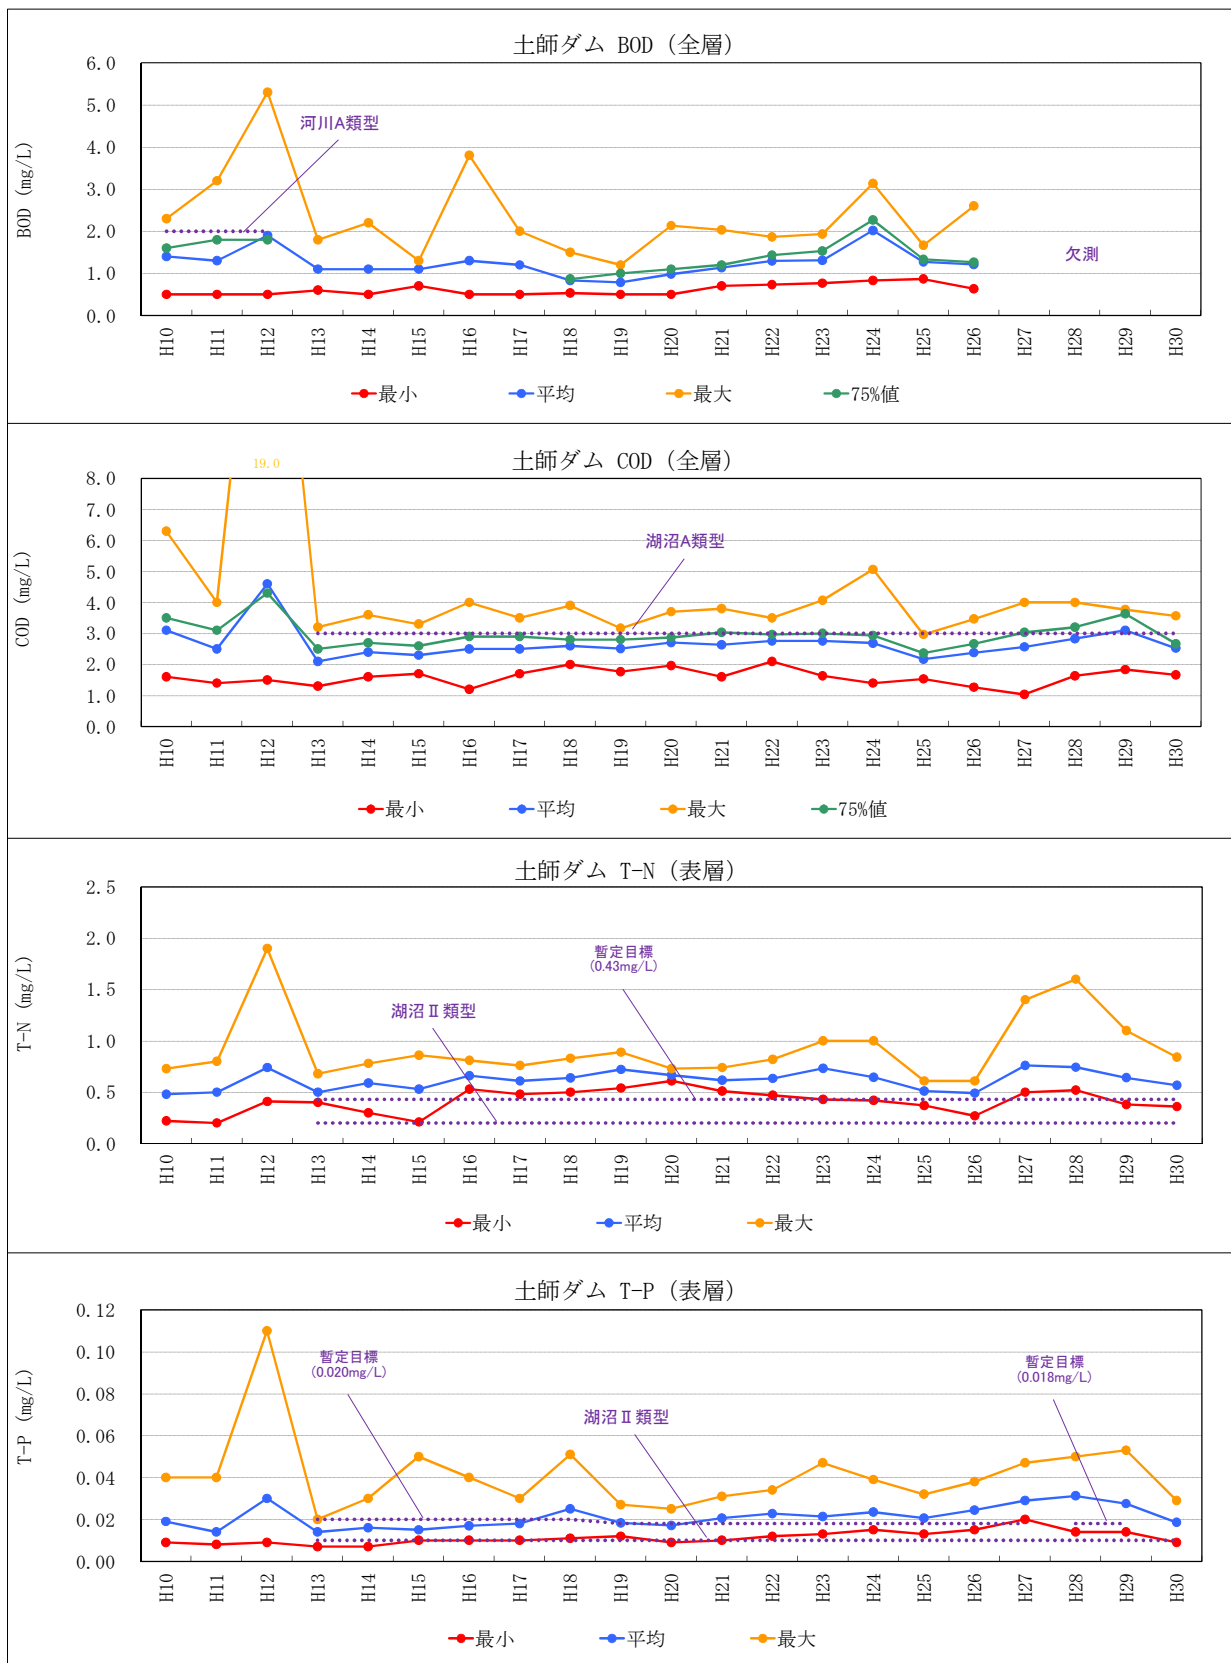 土師ダム BOD (全層)
BOD (mg/L)
6.0
5.0
4.0
3.0
2.0
1.0
0.0
河川A類型
欠測
H10 H11 H12 H13 H14 H15 H16 H17 H18 H19 H20 H21 H22 H23 H24 H25 H26 H27 H28 H29 H30
最小 平均 最大 75%値
土師ダム COD (全層)
COD (mg/L)
19.0
8.0
7.0
6.0
5.0
4.0
3.0
2.0
1.0
0.0
湖沼A類型
H10 H11 H12 H13 H14 H15 H16 H17 H18 H19 H20 H21 H22 H23 H24 H25 H26 H27 H28 H29 H30
最小 平均 最大 75%値
土師ダム T-N (表層)
T-N (mg/L)
2.5
2.0
1.5
1.0
0.5
0.0
暫定目標
(0.43mg/L)
湖沼Ⅱ類型
H10 H11 H12 H13 H14 H15 H16 H17 H18 H19 H20 H21 H22 H23 H24 H25 H26 H27 H28 H29 H30
最小 平均 最大
土師ダム T-P (表層)
T-P (mg/L)
0.12
0.10
0.08
0.06
0.04
0.02
0.00
暫定目標
(0.020mg/L)
湖沼Ⅱ類型
暫定目標
(0.018mg/L)
H10 H11 H12 H13 H14 H15 H16 H17 H18 H19 H20 H21 H22 H23 H24 H25 H26 H27 H28 H29 H30
最小 平均 最大